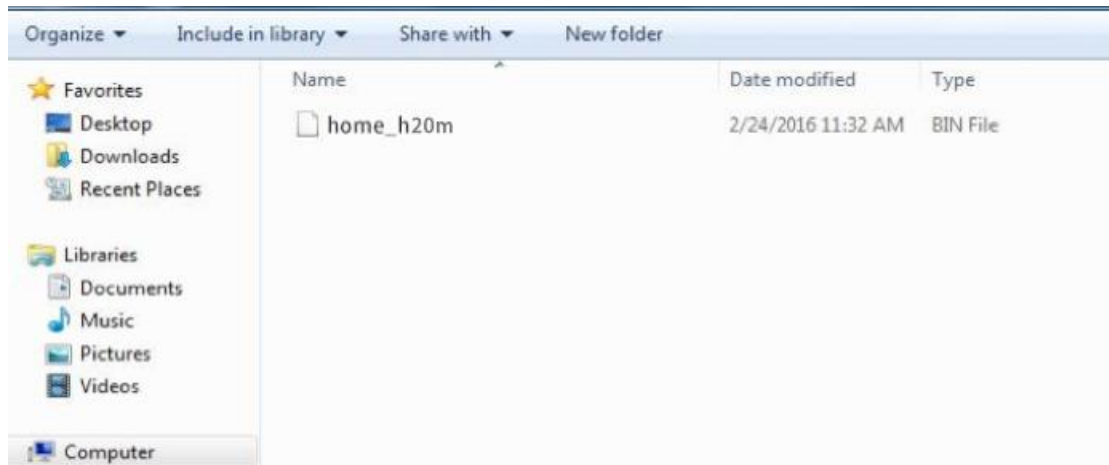 Organize Include in library Share with New folder
Favorites
Desktop
Downloads
Recent Places
Libraries
Documents
Music
Pictures
Videos
Computer
Name Date modified Type
home_h20m 2/24/2016 11:32 AM BIN File